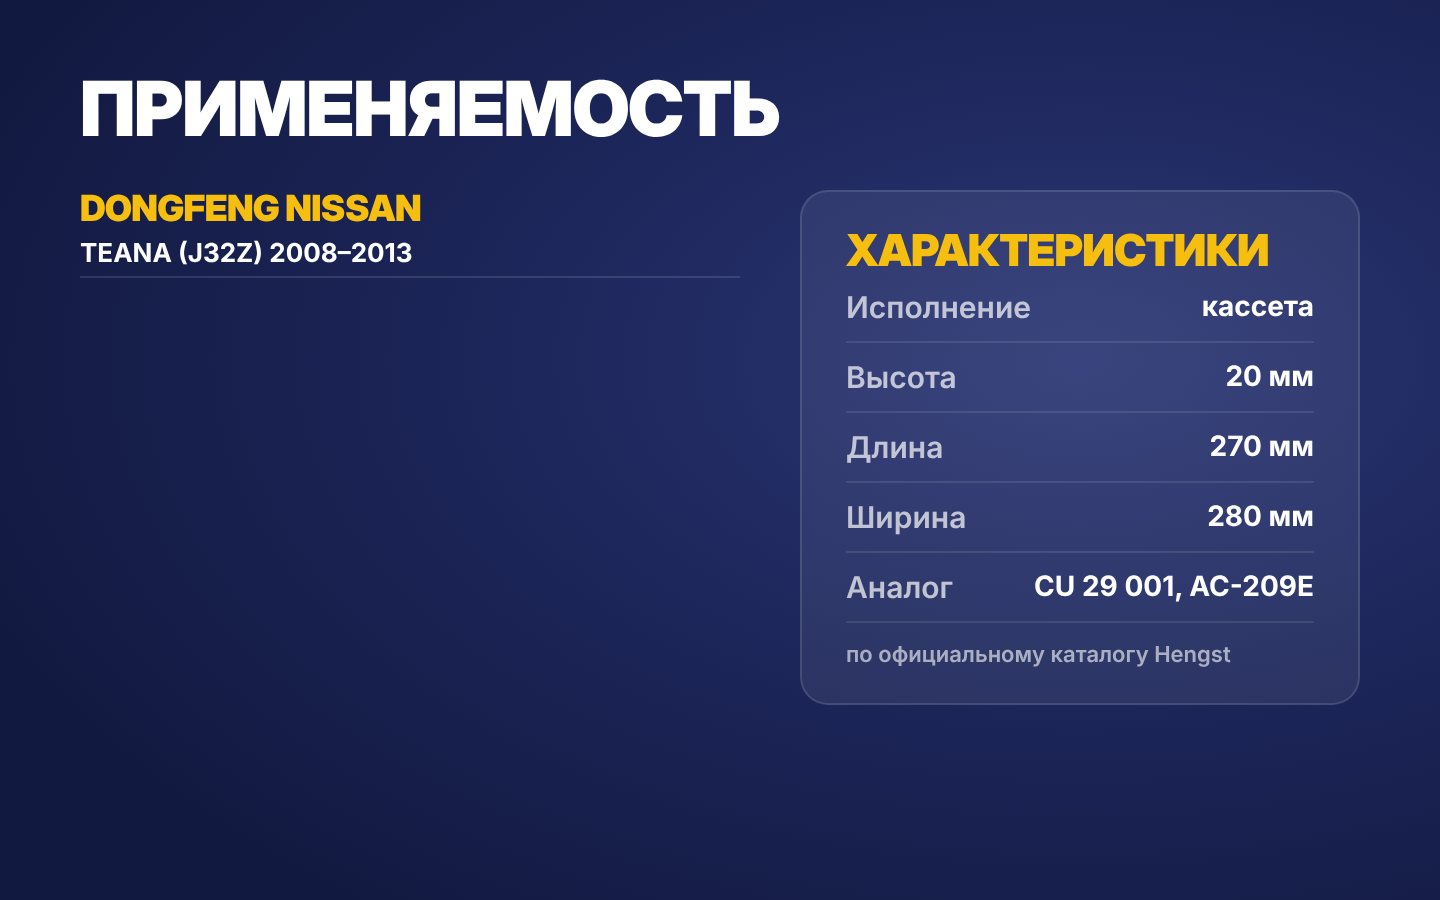 ПРИМЕНЯЕМОСТЬ
DONGFENG NISSAN
TEANA (J32Z) 2008–2013
ХАРАКТЕРИСТИКИ
Исполнение кассета
Высота 20 мм
Длина 270 мм
Ширина 280 мм
Аналог CU 29 001, AC-209E
по официальному каталогу Hengst